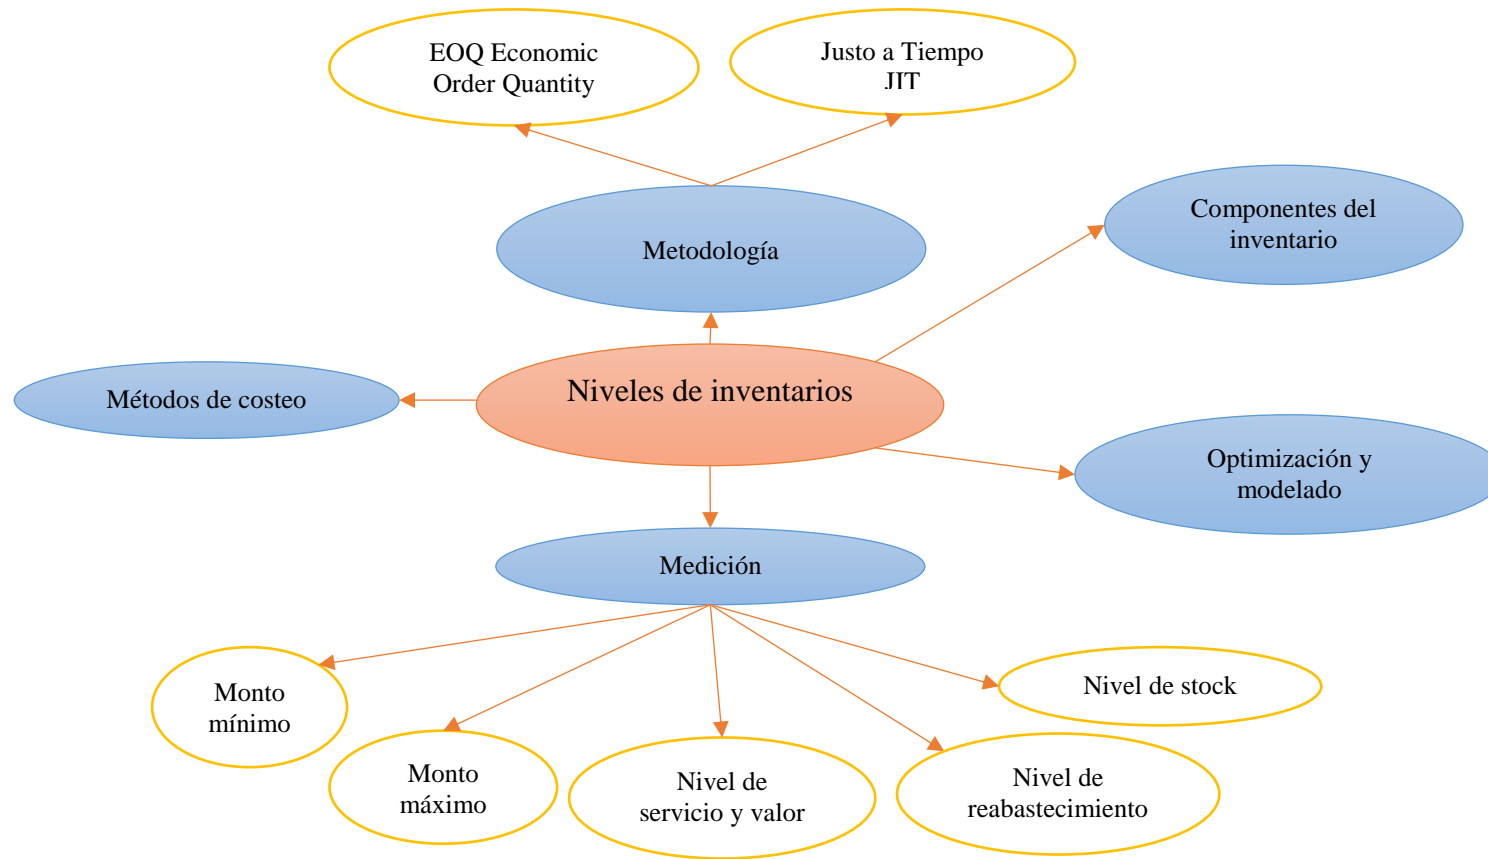 EOQ Economic
Order Quantity
Justo a Tiempo
JIT
Componentes del
inventario
Metodología
Niveles de inventarios
Métodos de costeo
Optimización y
modelado
Medición
Nivel de stock
Monto
mínimo
Monto
máximo
Nivel de
servicio y valor
Nivel de
reabastecimiento